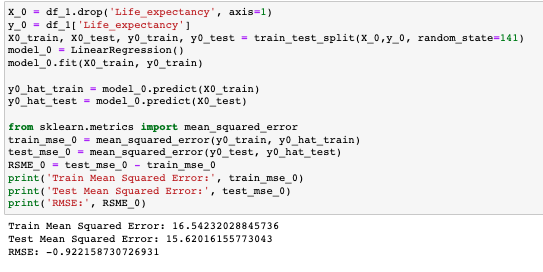 X_0 = df_1.drop('Life_expectancy', axis=1)
y_0 = df_1['Life_expectancy']
X0_train, X0_test, y0_train, y0_test = train_test_split(X_0,y_0, random_state=141)
model_0 = LinearRegression()
model_0.fit(X0_train, y0_train)
y0_hat_train = model_0.predict(X0_train)
y0_hat_test = model_0.predict(X0_test)
from sklearn.metrics import mean_squared_error
train_mse_0 = mean_squared_error(y0_train, y0_hat_train)
test_mse_0 = mean_squared_error(y0_test, y0_hat_test)
RSME_0 = test_mse_0 - train_mse_0
print('Train Mean Squared Error:', train_mse_0)
print('Test Mean Squared Error:', test_mse_0)
print('RMSE:', RSME_0)
Train Mean Squared Error: 16.54232028845736
Test Mean Squared Error: 15.62016155773043
RMSE: -0.922158730726931